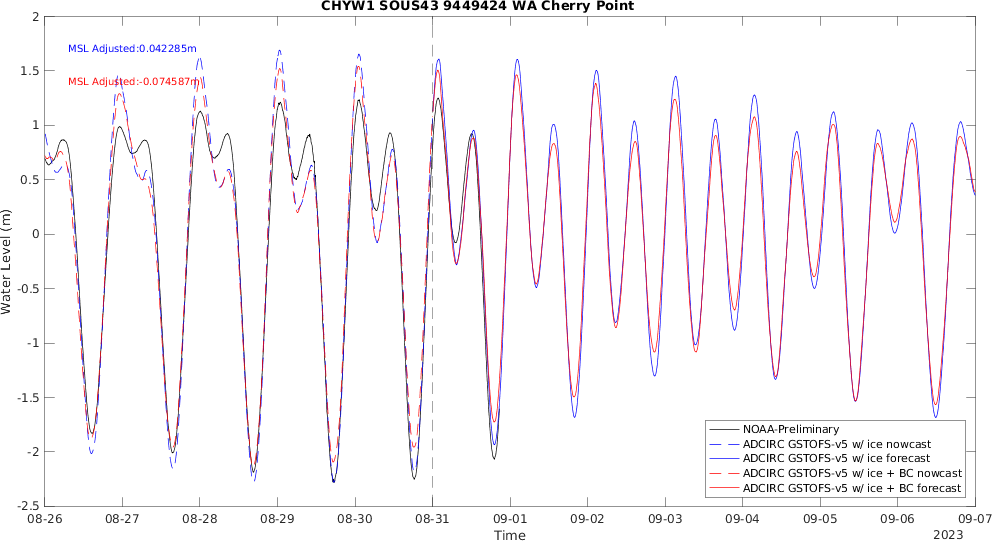 CHYW1 SOUS43 9449424 WA Cherry Point
MSL Adjusted:0.042285m
MSL Adjusted:-0.074587m
Water Level (m)
2
1.5
1
0.5
0
-0.5
-1
-1.5
-2
-2.5
NOAA-Preliminary
ADCIRC GSTOFS-v5 w/ ice nowcast
ADCIRC GSTOFS-v5 w/ ice forecast
ADCIRC GSTOFS-v5 w/ ice + BC nowcast
ADCIRC GSTOFS-v5 w/ ice + BC forecast
08-26 08-27 08-28 08-29 08-30 08-31 09-01 09-02 09-03 09-04 09-05 09-06 09-07
Time
2023